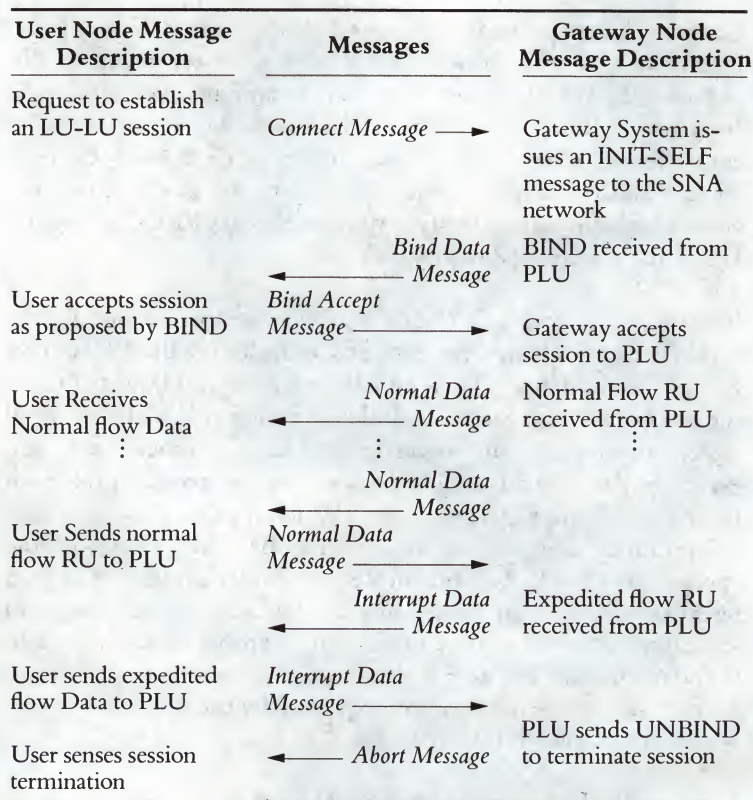 User Node Message
Description
Messages
Gateway Node
Message Description
Request to establish
an LU-LU session
Connect Message
Gateway System is-
sues an INIT-SELF
message to the SNA
network
Bind Data
Message
BIND received from
PLU
User accepts session
as proposed by BIND
Bind Accept
Message
Gateway accepts
session to PLU
User Receives
Normal flow Data
⋮
Normal Data
Message
⋮
Normal Flow RU
received from PLU
⋮
Normal Data
Message
User Sends normal
flow RU to PLU
Normal Data
Message
Interrupt Data
Message
Expedited flow RU
received from PLU
User sends expedited
flow Data to PLU
Interrupt Data
Message
PLU sends UNBIND
to terminate session
User senses session
termination
Abort Message